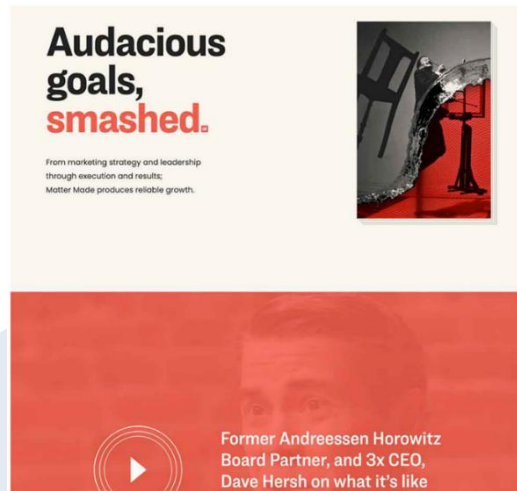 Audacious
goals,
smashed.
From marketing strategy and leadership
through execution and results;
Matter Made produces reliable growth.
Former Andreessen Horowitz
Board Partner, and 3x CEO,
Dave Hersh on what it’s like